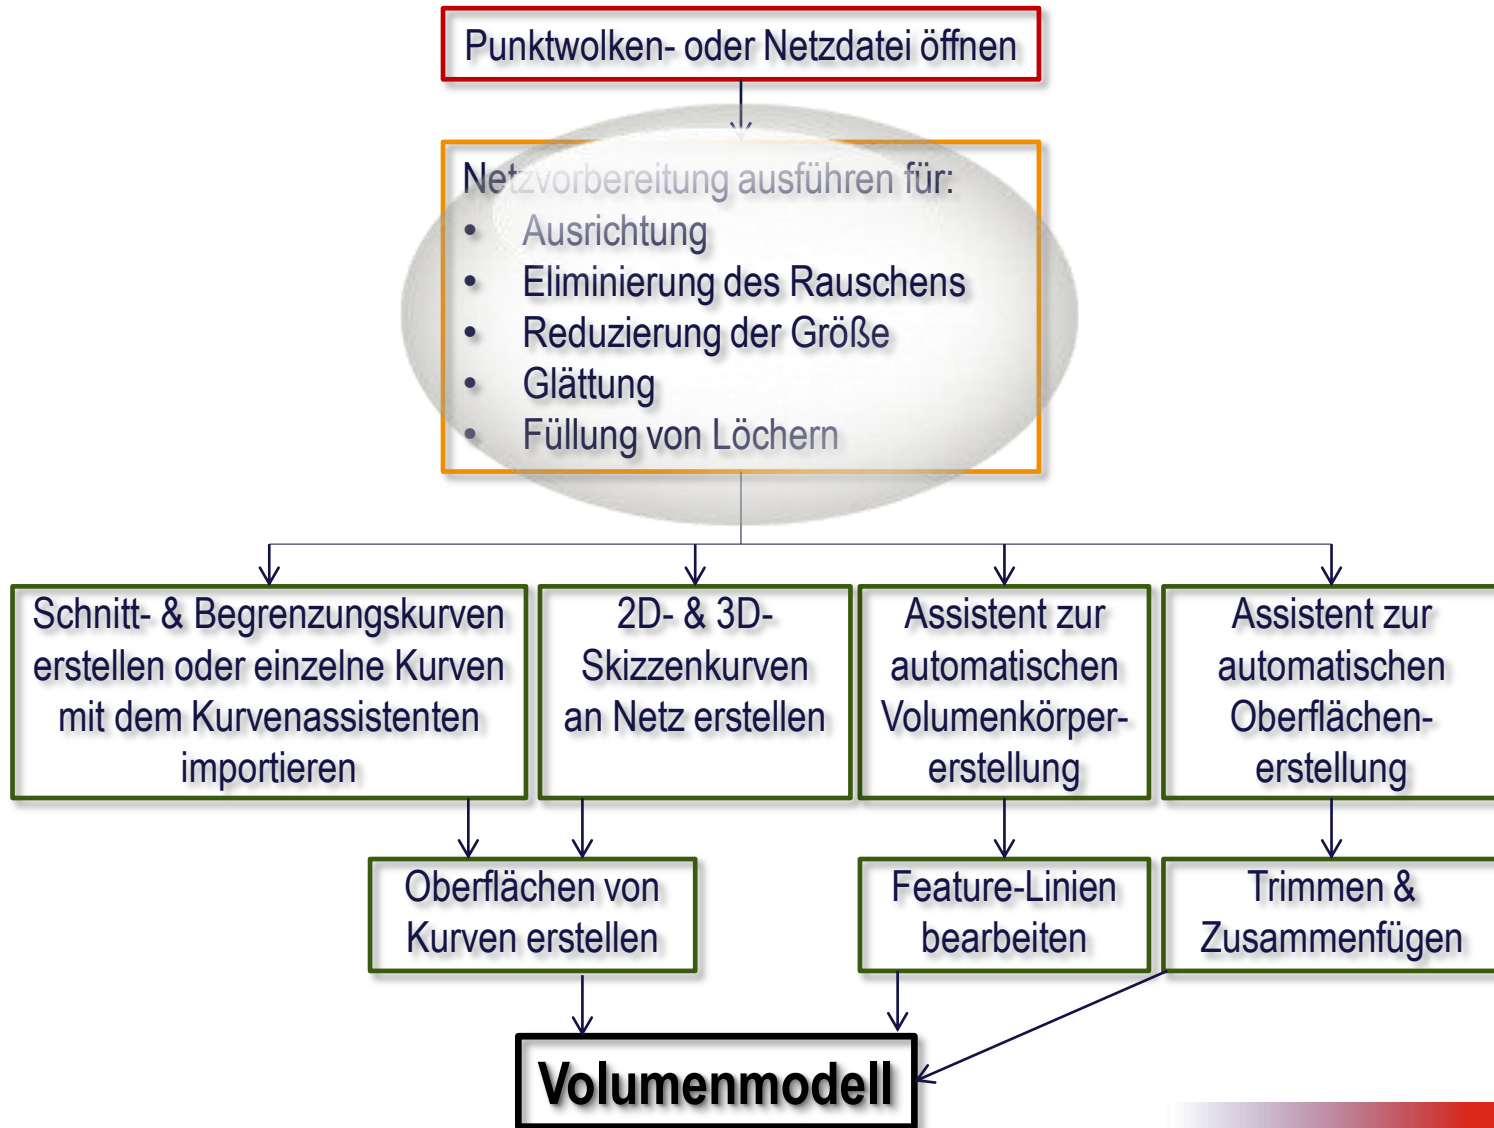 Punktwolken- oder Netzdatei öffnen
Netzvorbereitung ausführen für:
• Ausrichtung
• Eliminierung des Rauschens
• Reduzierung der Größe
• Glättung
• Füllung von Löchern
Schnitt- & Begrenzungskurven
erstellen oder einzelne Kurven
mit dem Kurvenassistenten
importieren
2D- & 3D-
Skizzenkurven
an Netz erstellen
Assistent zur
automatischen
Volumenkörper-
erstellung
Assistent zur
automatischen
Oberflächen-
erstellung
Oberflächen von
Kurven erstellen
Feature-Linien
bearbeiten
Trimmen &
Zusammenfügen
Volumenmodell